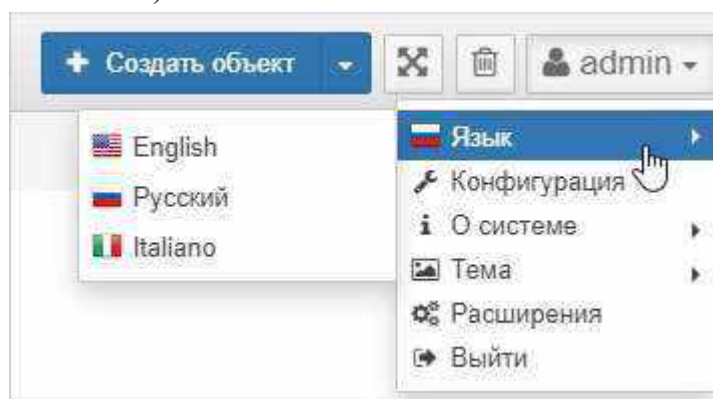 Создать объект
admin
Язык
English
Конфигурация
Русский
О системе
Italiano
Тема
Расширения
Выйти